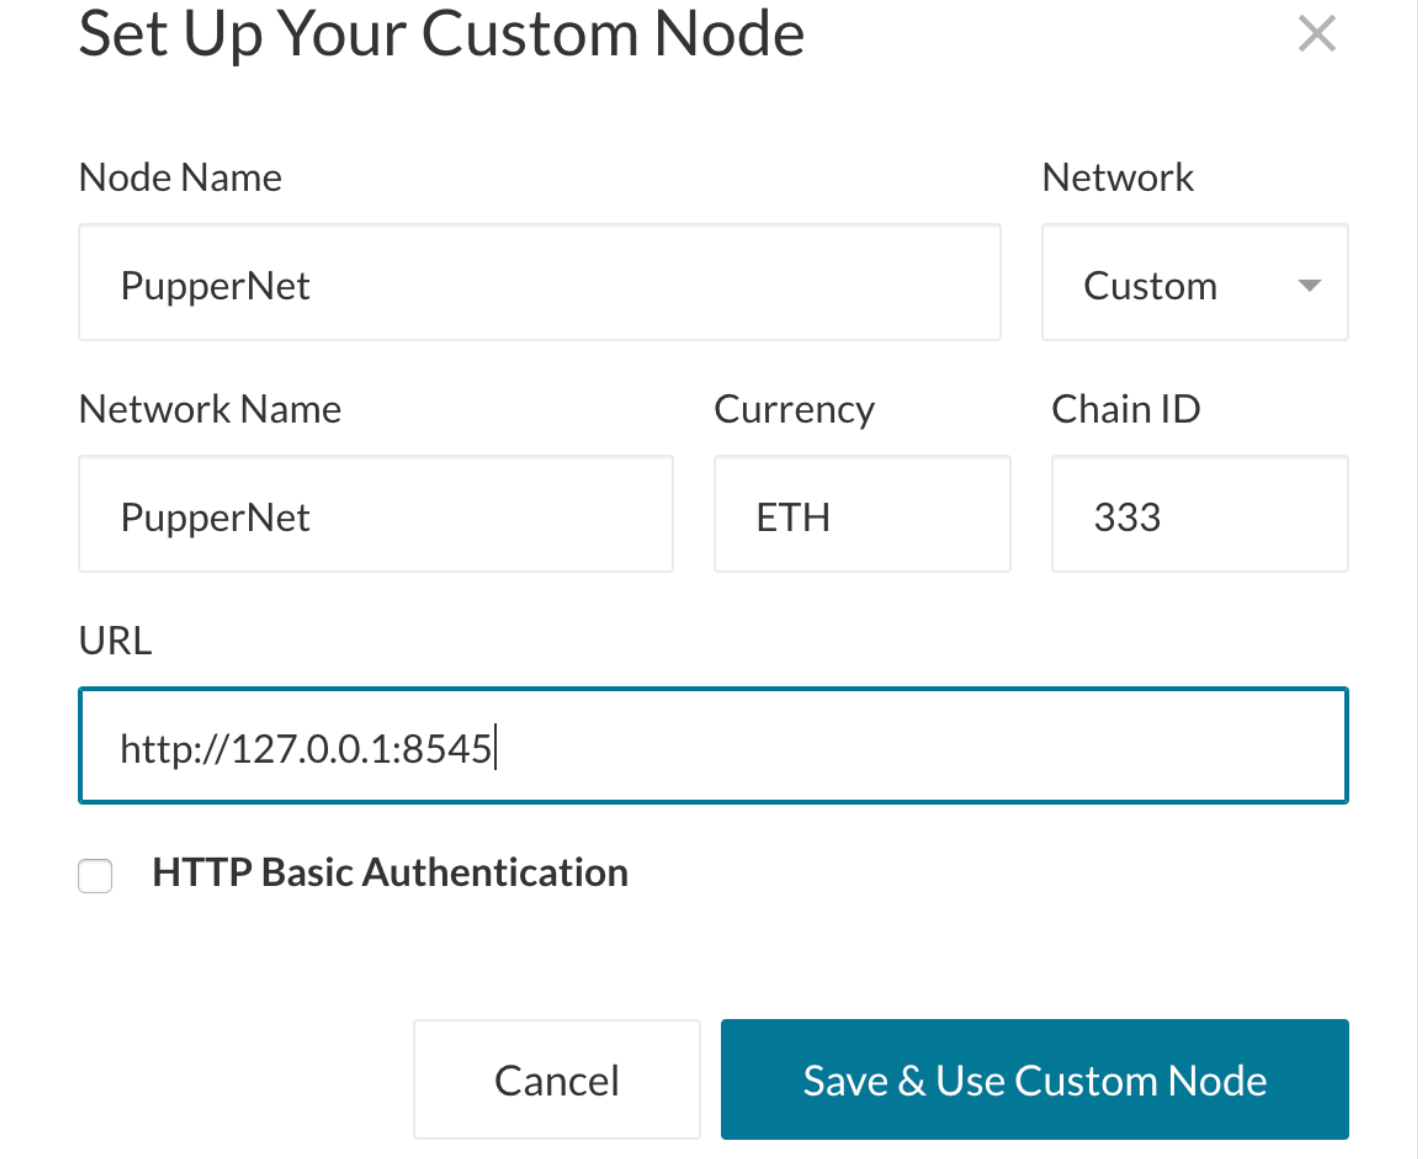 Set Up Your Custom Node
Node Name
Network
PupperNet
Custom
Network Name
Currency
Chain ID
PupperNet
ETH
333
URL
http://127.0.0.1:8545
HTTP Basic Authentication
Cancel
Save & Use Custom Node